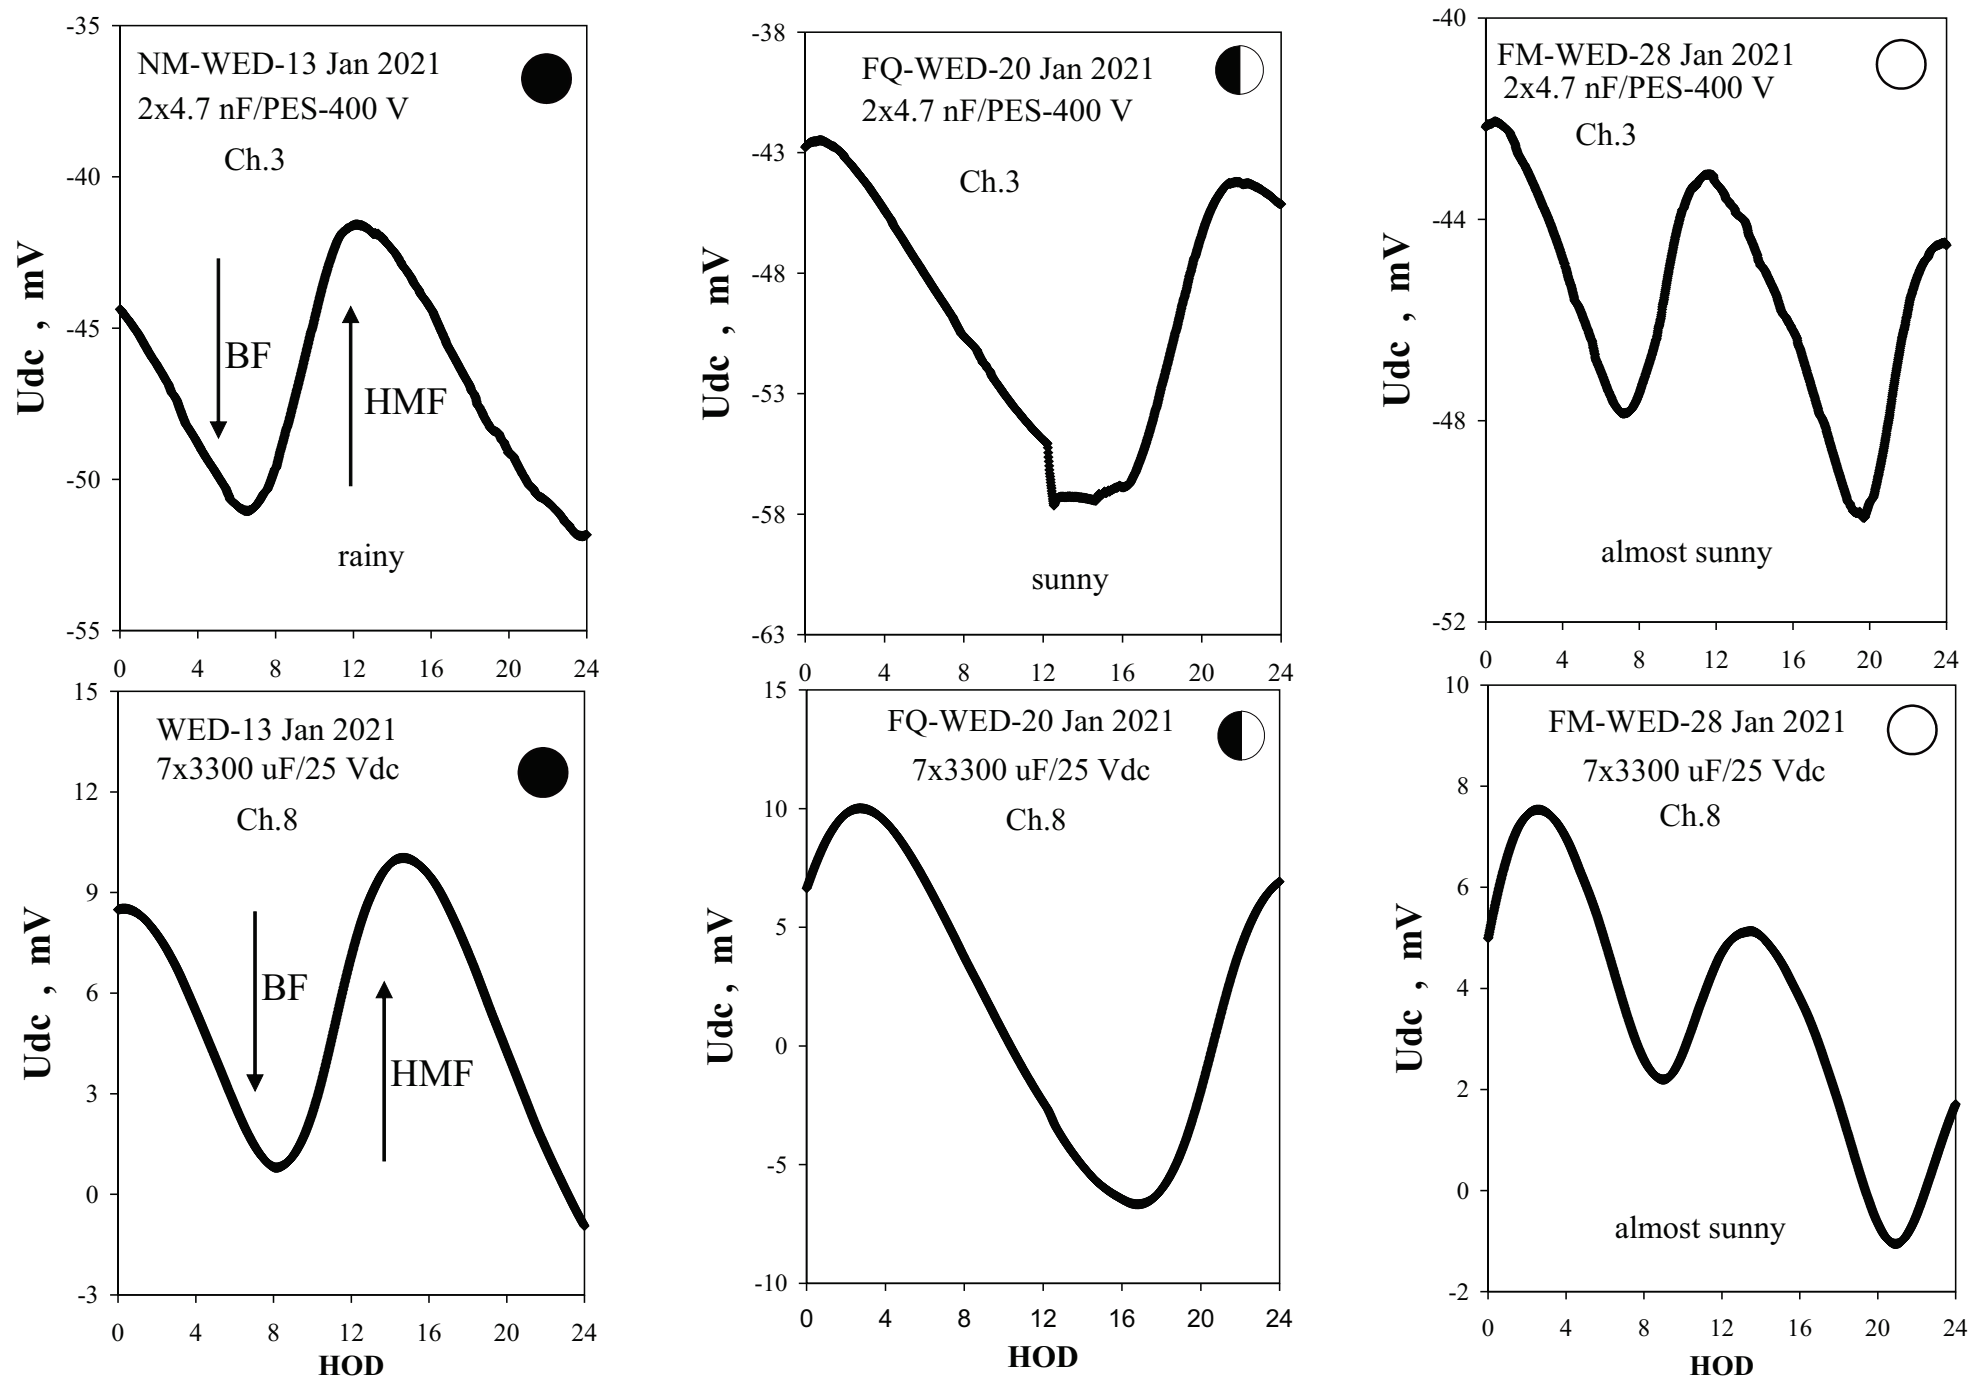 NM-WED-13 Jan 2021
2x4.7 nF/PES-400 V
Ch.3
BF
HMF
rainy
Udc , mV
-35
-40
-45
-50
-55
0 4 8 12 16 20 24
FQ-WED-20 Jan 2021
2x4.7 nF/PES-400 V
Ch.3
sunny
Udc , mV
-38
-43
-48
-53
-58
-63
0 4 8 12 16 20 24
FM-WED-28 Jan 2021
2x4.7 nF/PES-400 V
Ch.3
almost sunny
Udc , mV
-40
-44
-48
-52
0 4 8 12 16 20 24
WED-13 Jan 2021
7x3300 uF/25 Vdc
Ch.8
BF
HMF
Udc , mV
15
12
9
6
3
0
-3
0 4 8 12 16 20 24
HOD
FQ-WED-20 Jan 2021
7x3300 uF/25 Vdc
Ch.8
Udc , mV
15
10
5
0
-5
-10
0 4 8 12 16 20 24
HOD
FM-WED-28 Jan 2021
7x3300 uF/25 Vdc
Ch.8
almost sunny
Udc , mV
10
8
6
4
2
0
-2
0 4 8 12 16 20 24
HOD